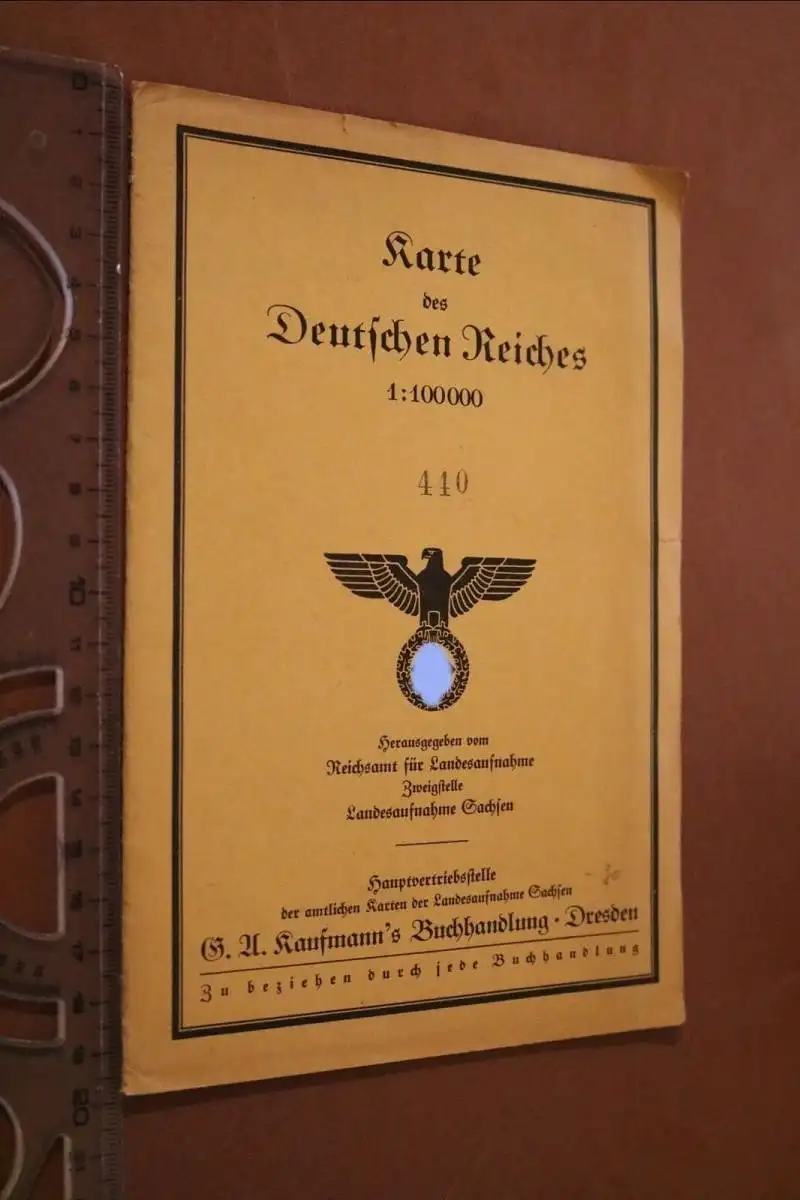 Karte
des
Deutschen Reiches
1:100000
440
Herausgegeben vom
Reichsamt für Landesaufnahme
Zweigstelle
Landesaufnahme Sachsen
Hauptvertriebsstelle
der amtlichen Karten der Landesaufnahme Sachsen
G. A. Kaufmann's Buchhandlung · Dresden
Zu beziehen durch jede Buchhandlung